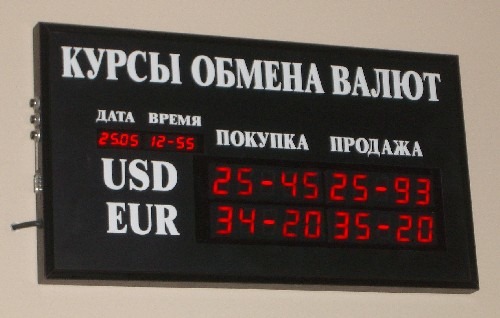 КУРСЫ ОБМЕНА ВАЛЮТ
ДАТА ВРЕМЯ
25.05 12-55
ПОКУПКА ПРОДАЖА
USD 25-45 25-93
EUR 34-20 35-20